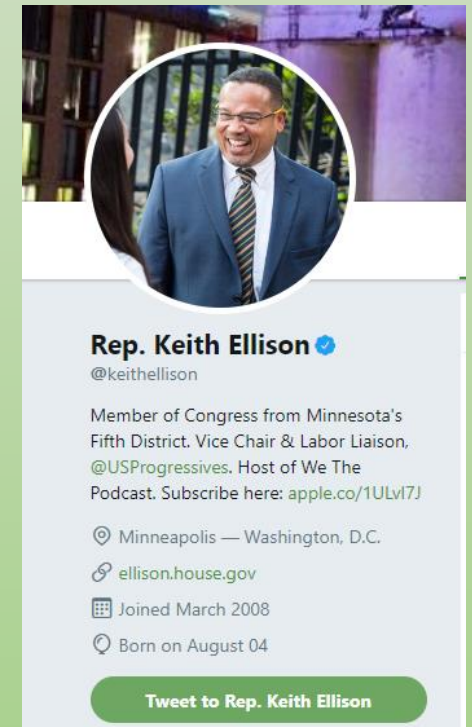 Rep. Keith Ellison
@keithellison
Member of Congress from Minnesota's
Fifth District. Vice Chair & Labor Liaison,
@USProgressives. Host of We The
Podcast. Subscribe here: apple.co/1ULvl7J
Minneapolis — Washington, D.C.
ellison.house.gov
Joined March 2008
Born on August 04
Tweet to Rep. Keith Ellison